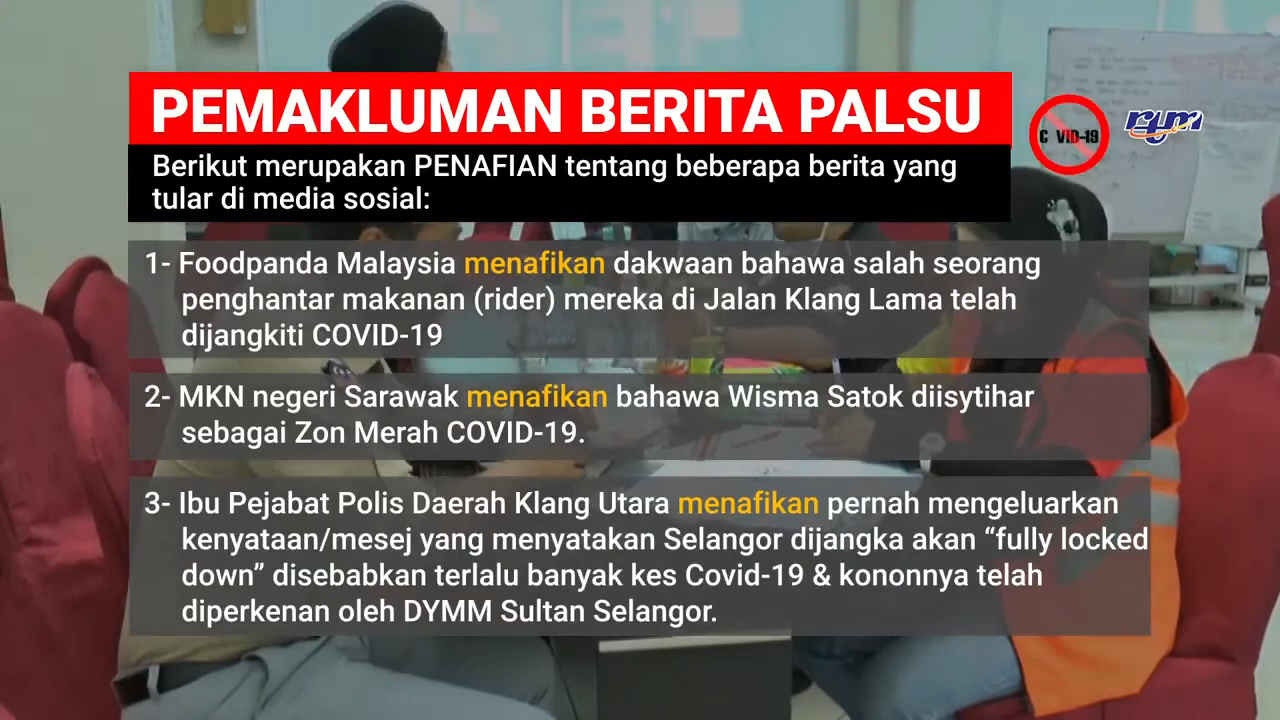 PEMAKLUMAN BERITA PALSU
Berikut merupakan PENAFIAN tentang beberapa berita yang
tular di media sosial:
C VID-19
rtm
1- Foodpanda Malaysia menafikan dakwaan bahawa salah seorang
penghantar makanan (rider) mereka di Jalan Klang Lama telah
dijangkiti COVID-19
2- MKN negeri Sarawak menafikan bahawa Wisma Satok diisytihar
sebagai Zon Merah COVID-19.
3- Ibu Pejabat Polis Daerah Klang Utara menafikan pernah mengeluarkan
kenyataan/mesej yang menyatakan Selangor dijangka akan “fully locked
down” disebabkan terlalu banyak kes Covid-19 & kononnya telah
diperkenan oleh DYMM Sultan Selangor.